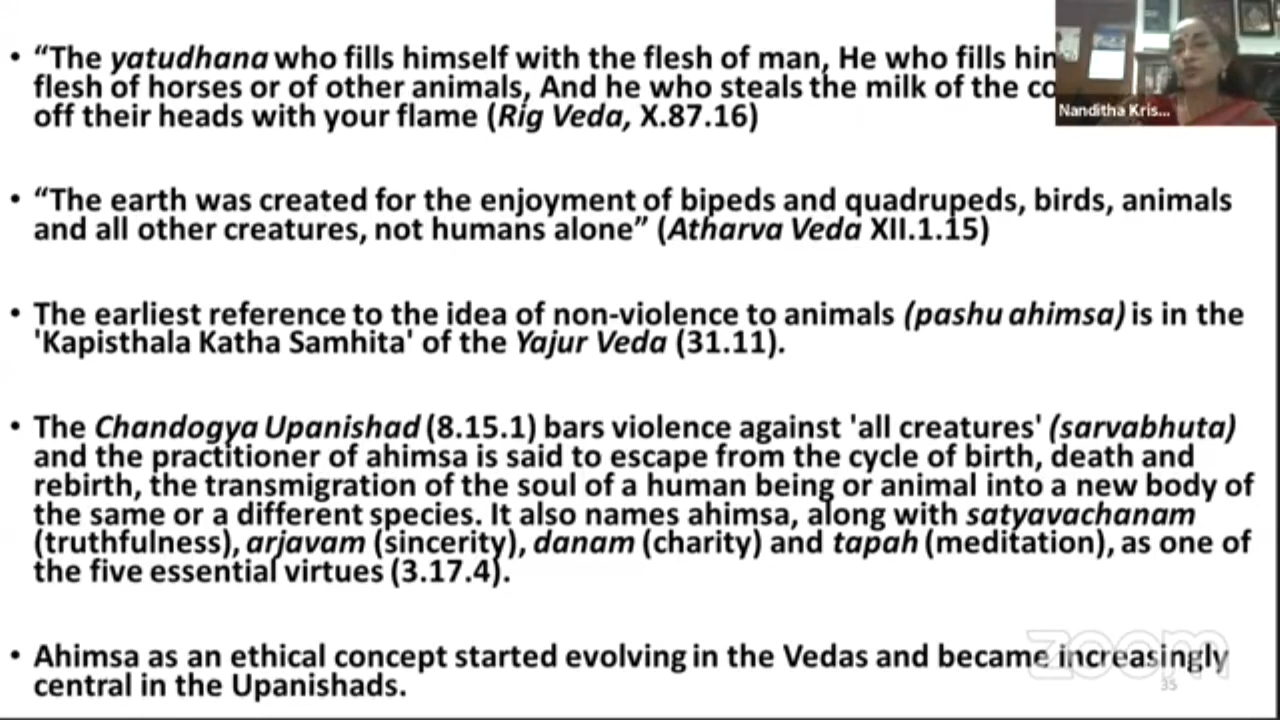 • “The yatudhana who fills himself with the flesh of man, He who fills
flesh of horses or of other animals, And he who steals the milk of the
off their heads with your flame (Rig Veda, X.87.16)
Nanditha Kris...
• “The earth was created for the enjoyment of bipeds and quadrupeds, birds, animals
and all other creatures, not humans alone” (Atharva Veda XII.1.15)
• The earliest reference to the idea of non-violence to animals (pashu ahimsa) is in the
'Kapisthala Katha Samhita' of the Yajur Veda (31.11).
• The Chandogya Upanishad (8.15.1) bars violence against 'all creatures' (sarvabhuta)
and the practitioner of ahimsa is said to escape from the cycle of birth, death and
rebirth, the transmigration of the soul of a human being or animal into a new body of
the same or a different species. It also names ahimsa, along with satyavachanam
(truthfulness), arjavam (sincerity), danam (charity) and tapah (meditation), as one of
the five essential virtues (3.17.4).
• Ahimsa as an ethical concept started evolving in the Vedas and became increasingly
central in the Upanishads.
zoom
35